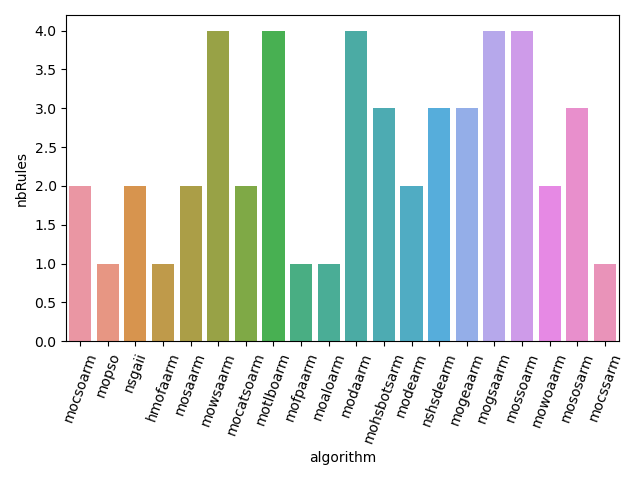 nbRules
4.0
3.5
3.0
2.5
2.0
1.5
1.0
0.5
0.0
mocsoarm
mopso
nsgaii
hmofaarm
mosaarm
mowsaarm
mocatsoarm
motlboarm
mofpaarm
moaloarm
modaarm
mohsbotsarm
modearm
nshsdearm
mogeaarm
mogsaarm
mossoarm
mowoaarm
mososarm
mocssarm
algorithm